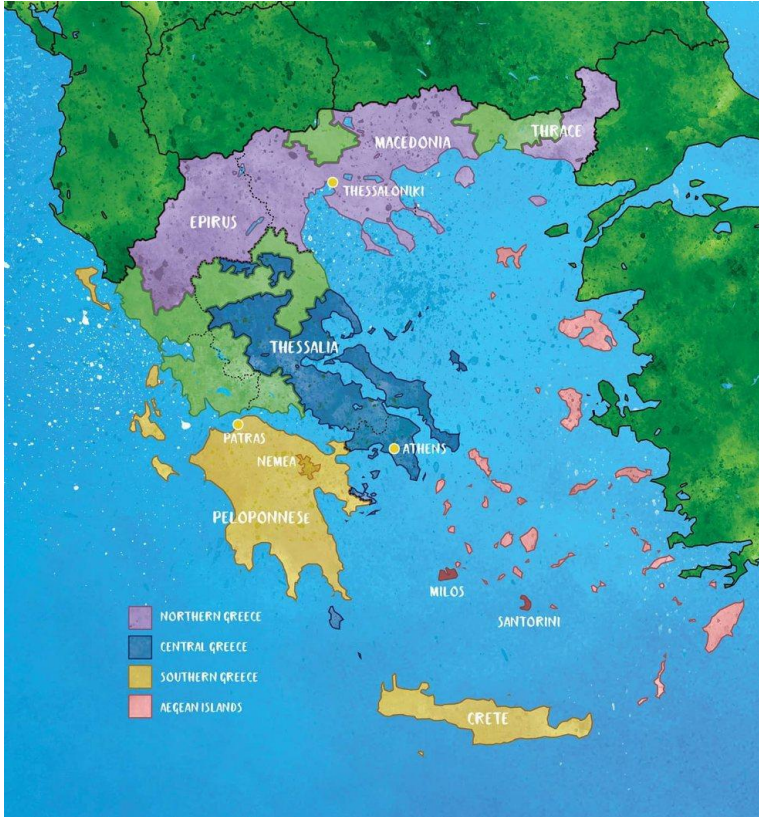 THRACE
MACEDONIA
THESSALONIKI
EPIRUS
THESSALIA
PATRAS
ATHENS
NEMEA
PELOPONNESE
MILOS
SANTORINI
NORTHERN GREECE
CENTRAL GREECE
SOUTHERN GREECE
AEGEAN ISLANDS
CRETE